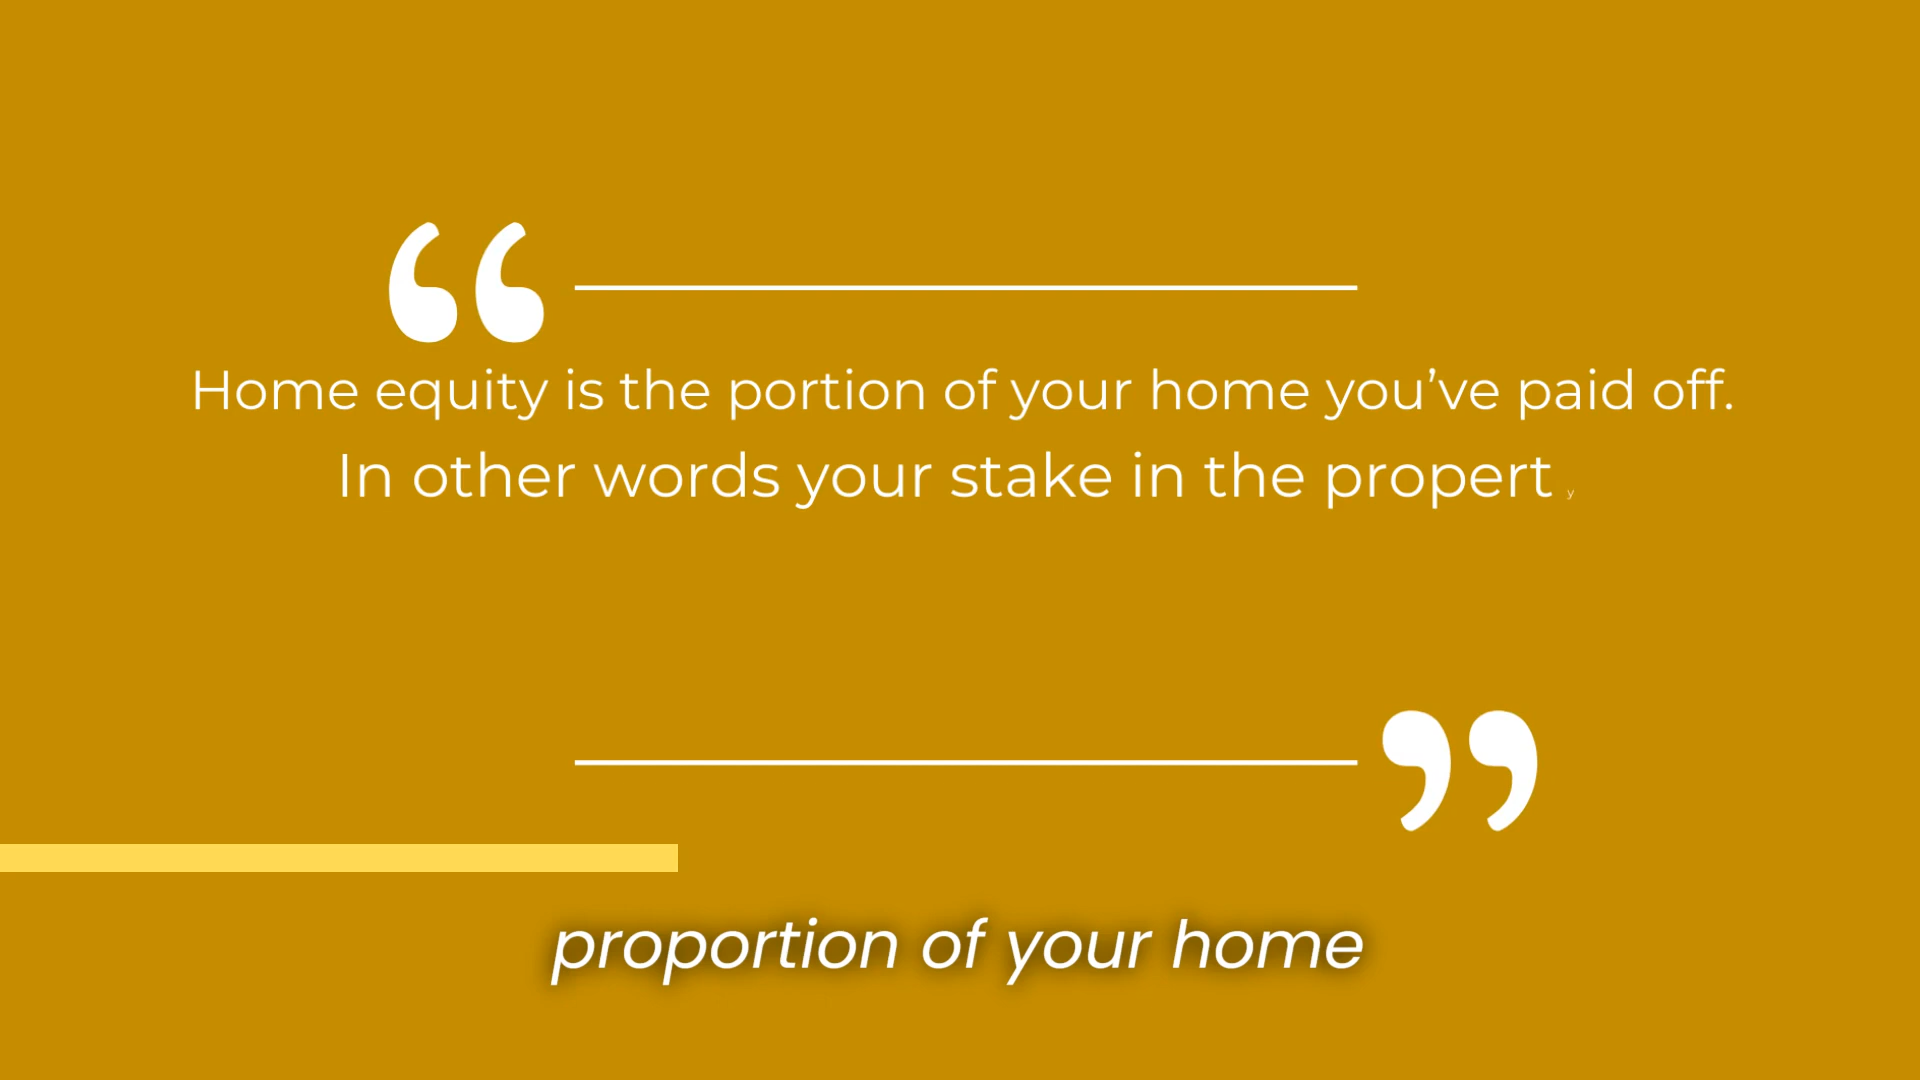 “
Home equity is the portion of your home you’ve paid off.
In other words your stake in the property
”
proportion of your home